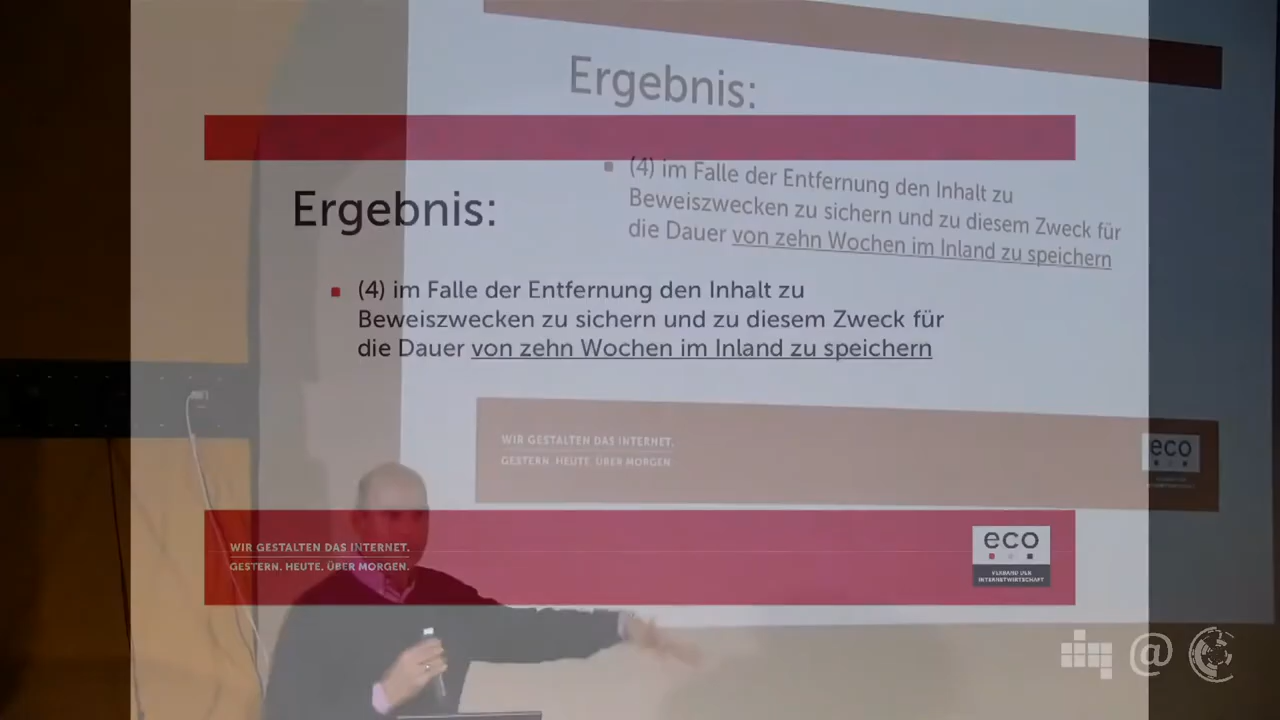 Ergebnis:
(4) im Falle der Entfernung den Inhalt zu
Beweiszwecken zu sichern und zu diesem Zweck für
die Dauer von zehn Wochen im Inland zu speichern
WIR GESTALTEN DAS INTERNET.
GESTERN. HEUTE. ÜBER MORGEN.
eco
Ergebnis:
(4) im Falle der Entfernung den Inhalt zu
Beweiszwecken zu sichern und zu diesem Zweck für
die Dauer von zehn Wochen im Inland zu speichern
WIR GESTALTEN DAS INTERNET.
GESTERN. HEUTE. ÜBER MORGEN.
eco
VERBAND DER
INTERNETWIRTSCHAFT
@